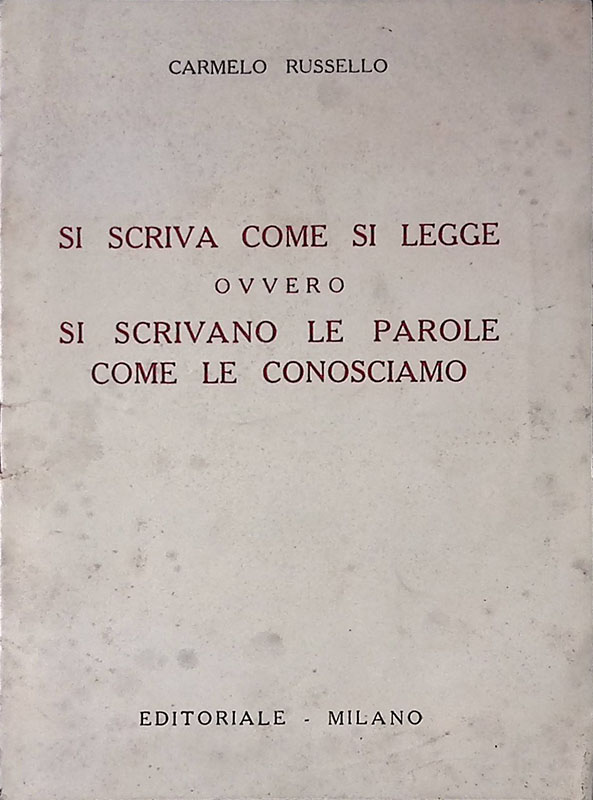 CARMELO RUSSELLO
SI SCRIVA COME SI LEGGE
OVVERO
SI SCRIVANO LE PAROLE
COME LE CONOSCIAMO
EDITORIALE - MILANO